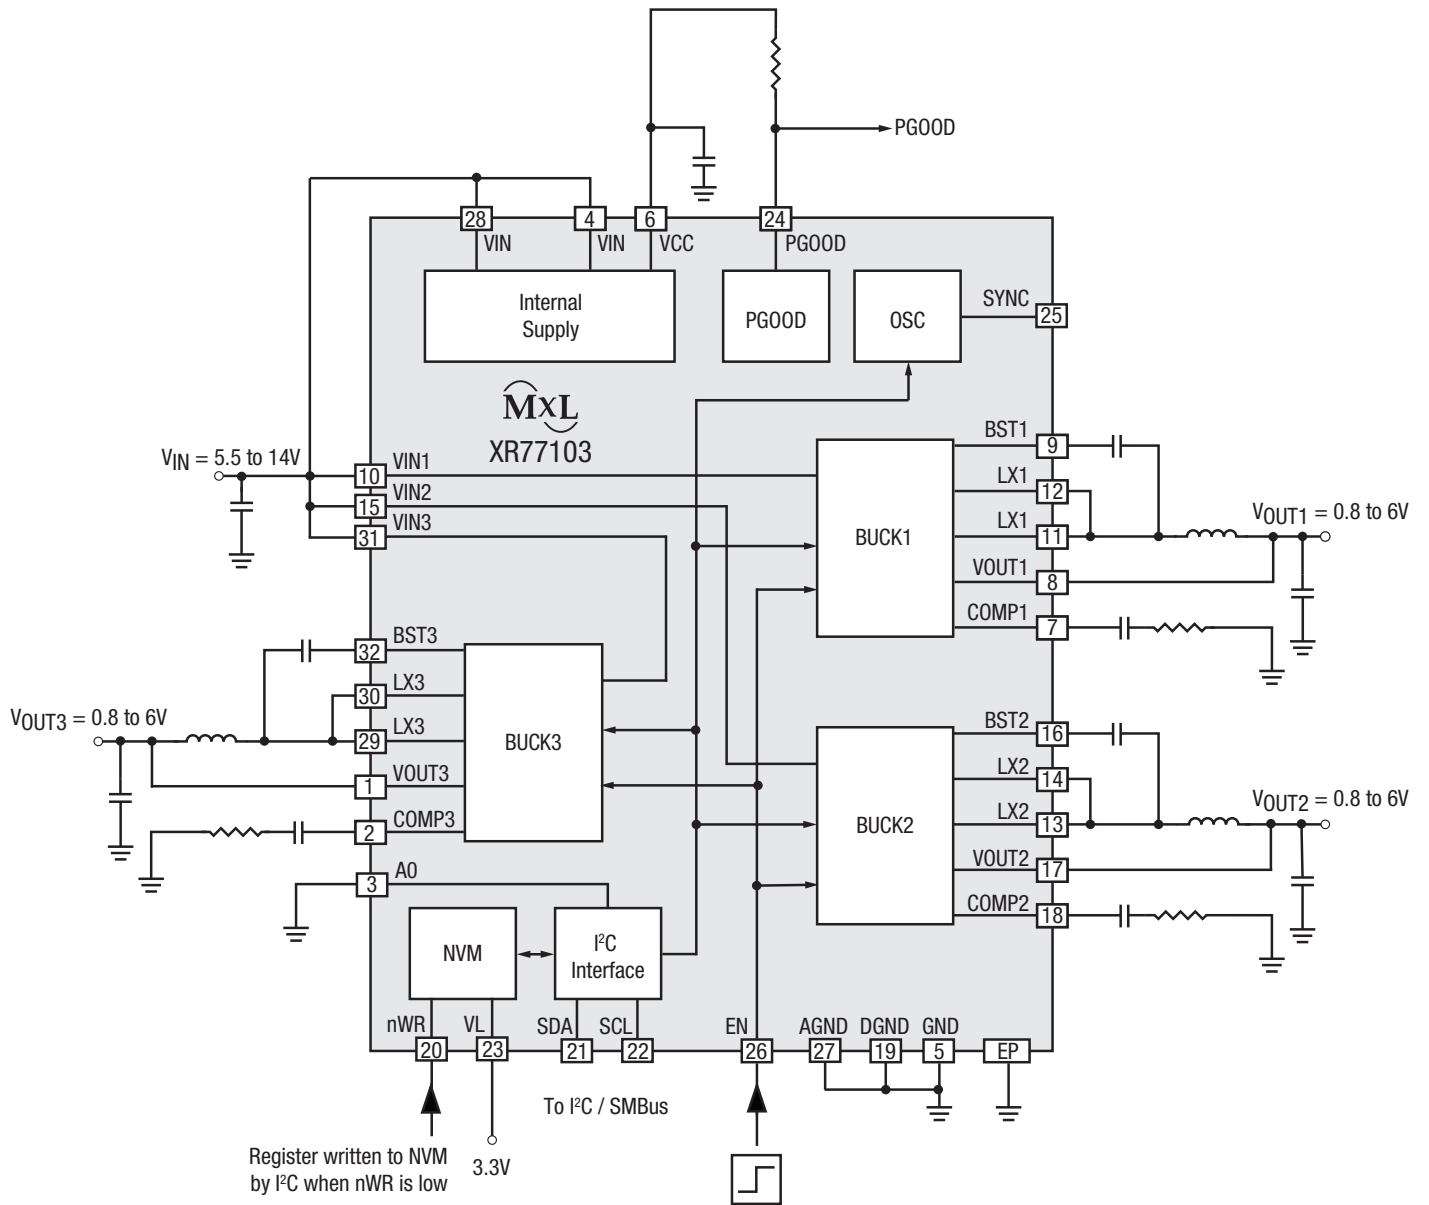 PGOOD
28
4
6
24
VIN
VIN
VCC
PGOOD
Internal
Supply
PGOOD
OSC
SYNC
25
MxL
XR77103
VIN = 5.5 to 14V
10
VIN1
15
VIN2
31
VIN3
BUCK1
BST1
9
LX1
12
LX1
11
VOUT1
8
COMP1
7
VOUT1 = 0.8 to 6V
VOUT3 = 0.8 to 6V
32
BST3
30
LX3
29
LX3
1
VOUT3
2
COMP3
3
A0
BUCK3
BUCK2
BST2
16
LX2
14
LX2
13
VOUT2
17
COMP2
18
VOUT2 = 0.8 to 6V
NVM
I²C
Interface
nWR
VL
SDA
SCL
EN
AGND
DGND
GND
20
23
21
22
26
27
19
5
EP
To I²C / SMBus
Register written to NVM
by I²C when nWR is low
3.3V